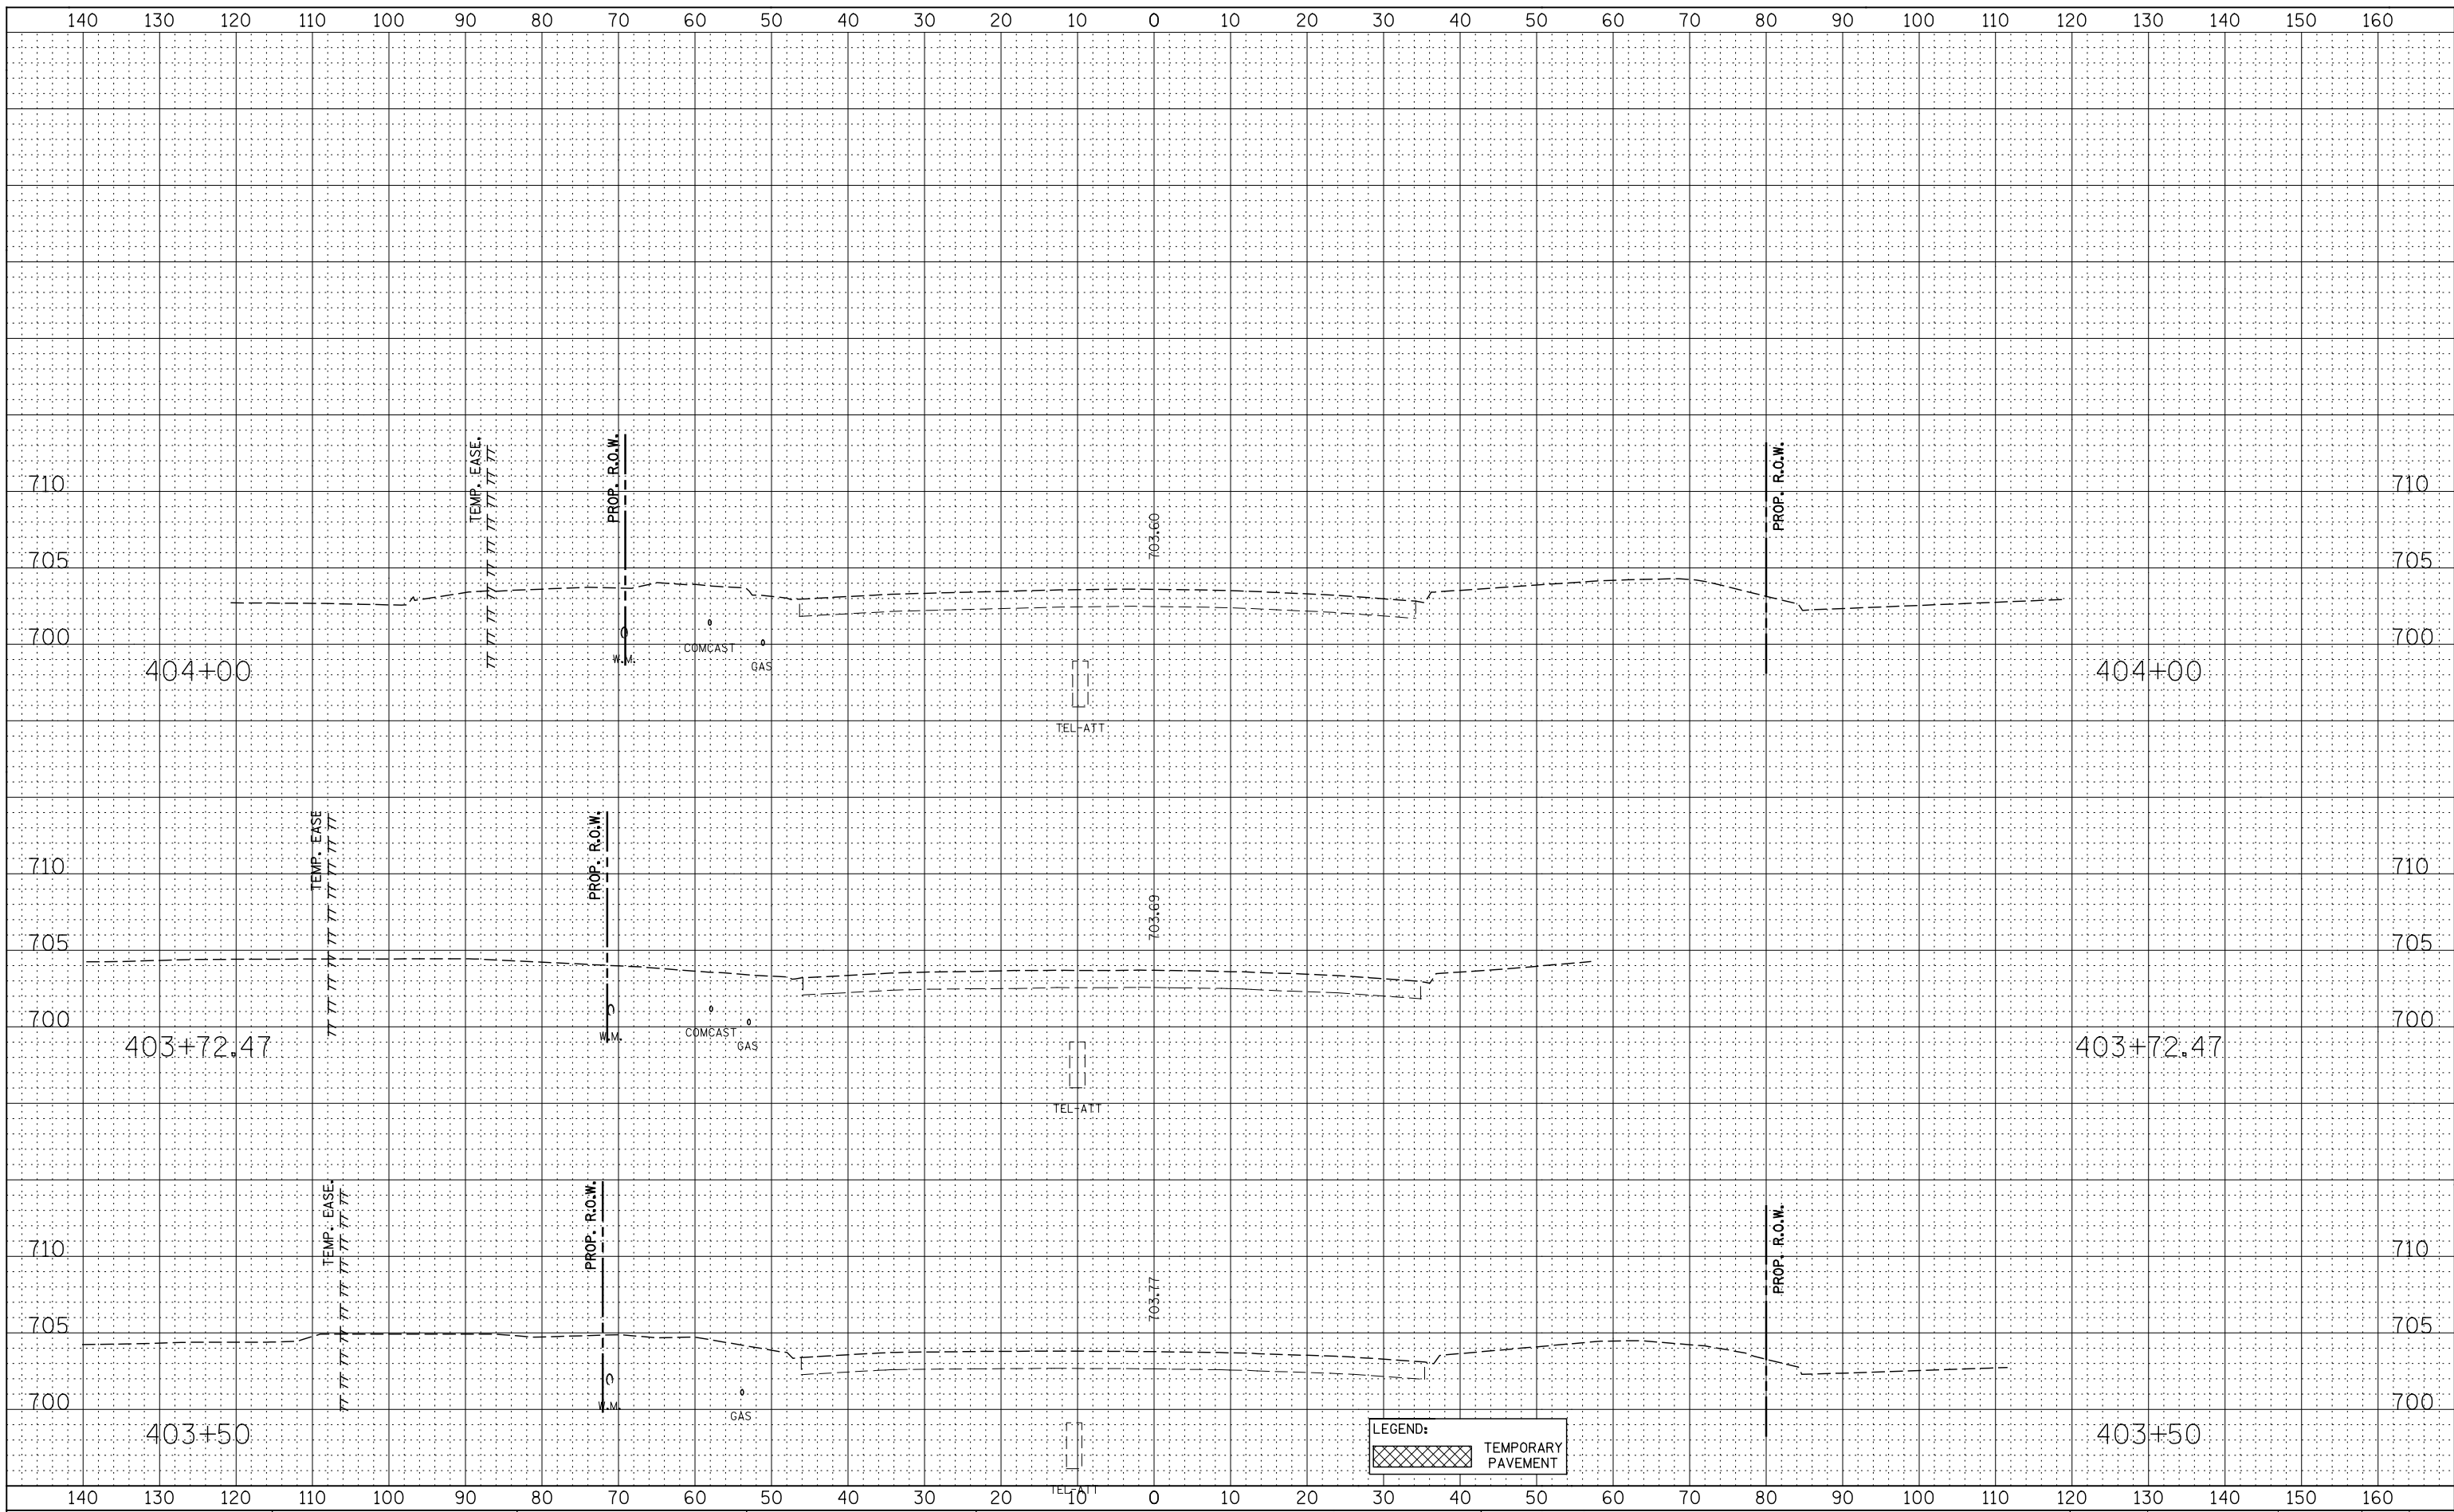 140 130 120 110 100 90 80 70 60 50 40 30 20 10 0 10 20 30 40 50 60 70 80 90 100 110 120 130 140 150 160
TEMP. EASE.
PROP. R.O.W.
PROP. R.O.W.
710 710
703.60
705 705
700 700
W.M.
COMCAST
GAS
404+00 404+00
TEL-ATT
TEMP. EASE
PROP. R.O.W.
710 710
703.69
705 705
700 700
W.M.
COMCAST
GAS
403+72.47 403+72.47
TEL-ATT
TEMP. EASE.
PROP. R.O.W.
PROP. R.O.W.
710 710
703.77
705 705
700 700
W.M.
GAS
403+50 403+50
LEGEND:
TEMPORARY
PAVEMENT
TEL-ATT
140 130 120 110 100 90 80 70 60 50 40 30 20 10 0 10 20 30 40 50 60 70 80 90 100 110 120 130 140 150 160